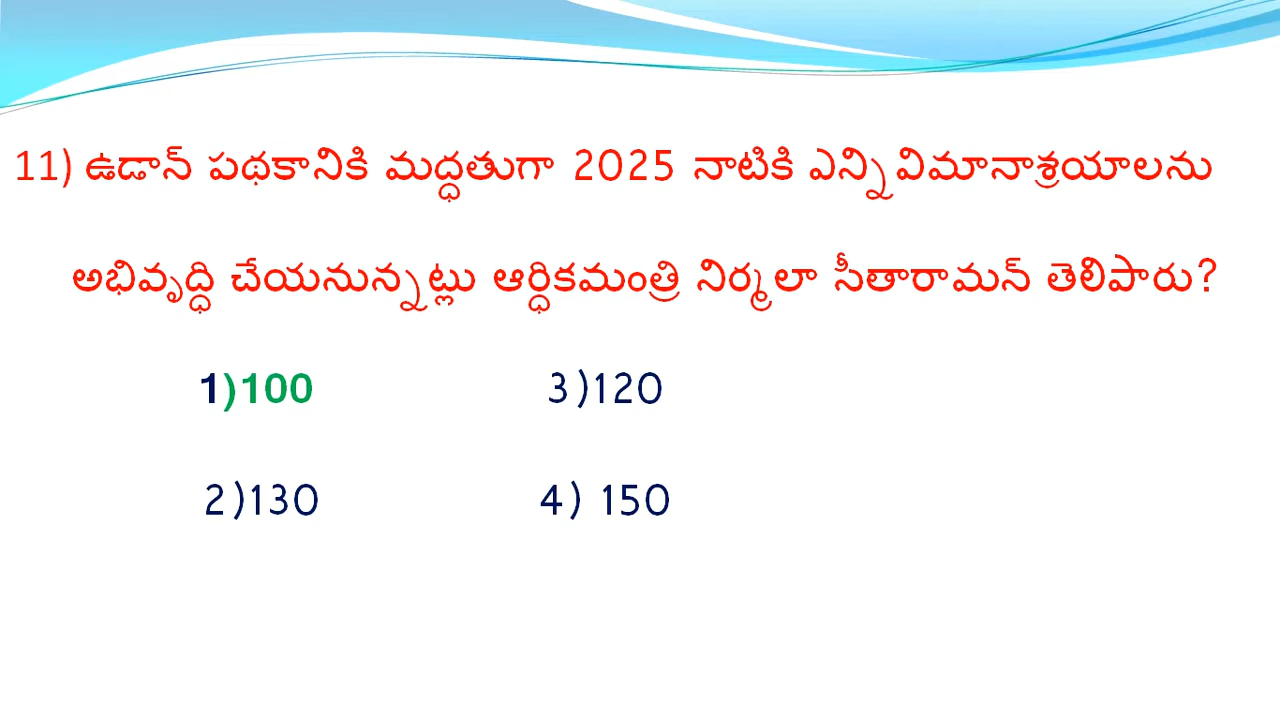 11) ఉడాన్ పథకానికి మద్ధతుగా 2025 నాటికి ఎన్ని విమానాశ్రయాలను
అభివృద్ధి చేయనున్నట్లు ఆర్ధికమంత్రి నిర్మలా సీతారామన్ తెలిపారు?
1)100 3)120
2)130 4) 150